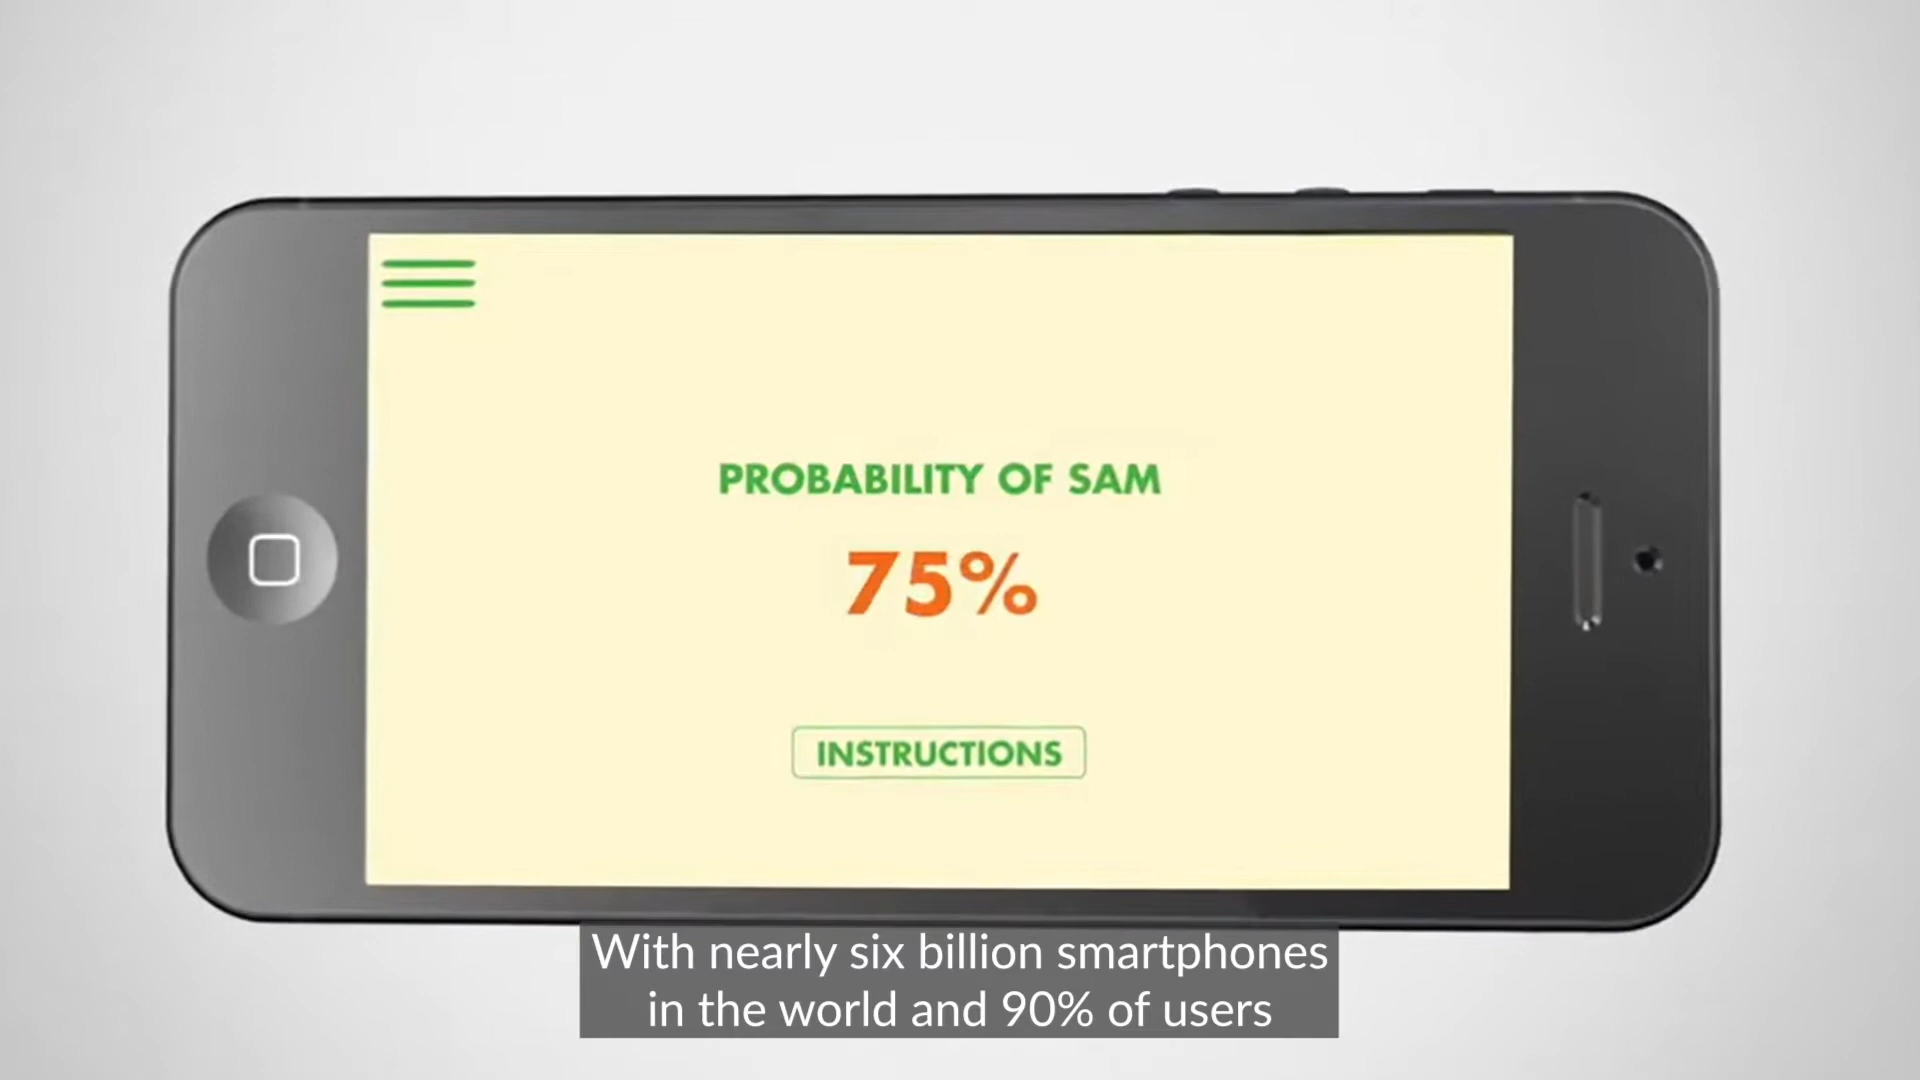 PROBABILITY OF SAM
75%
INSTRUCTIONS
With nearly six billion smartphones
in the world and 90% of users